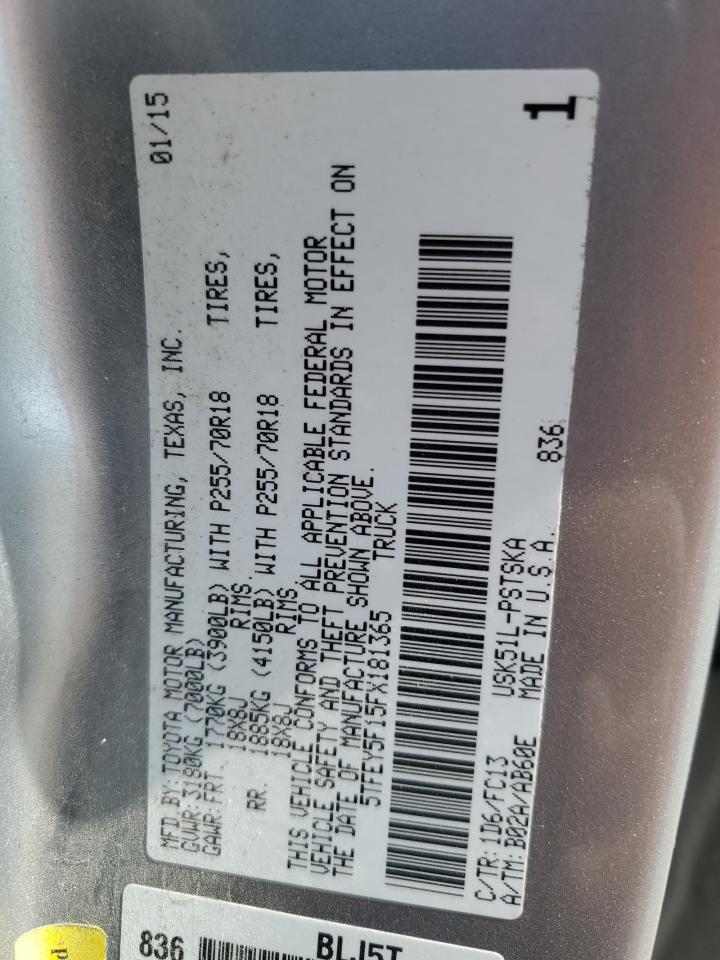 MFD. BY: TOYOTA MOTOR MANUFACTURING, TEXAS, INC. 01/15
GVWR: 3180KG (7000LB)
GAWR: FRT. 1770KG (3900LB) WITH P255/70R18 TIRES,
18X8J RIMS.
RR. 1885KG (4150LB) WITH P255/70R18 TIRES,
18X8J RIMS
THIS VEHICLE CONFORMS TO ALL APPLICABLE FEDERAL MOTOR
VEHICLE SAFETY AND THEFT PREVENTION STANDARDS IN EFFECT ON
THE DATE OF MANUFACTURE SHOWN ABOVE.
5TFEY5F15FX181365 TRUCK
C/TR: 1D6/FC13 USK51L-PSTSKA 836
A/TM: B02A/AB60E MADE IN U.S.A.
1
836 BLJ5T